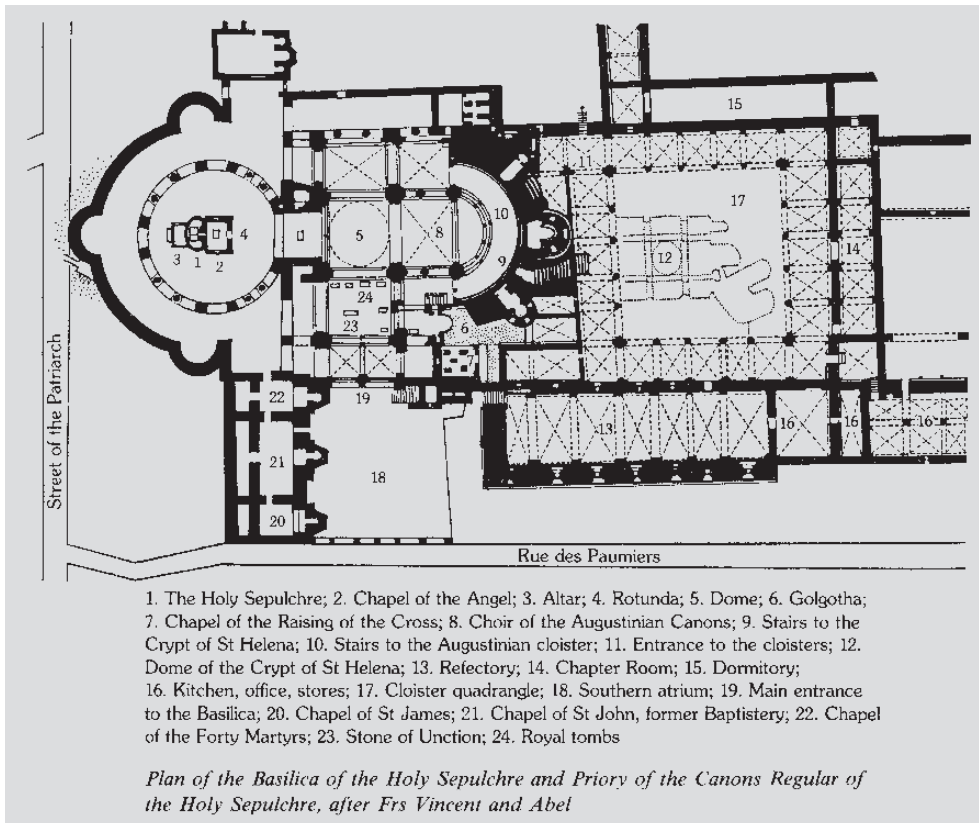 15
11
17
10
5
8
4
12
14
9
3
1
2
24
6
23
7
22
19
16
16
16
13
21
18
20
Street of the Patriarch
Rue des Paumiers
1. The Holy Sepulchre; 2. Chapel of the Angel; 3. Altar; 4. Rotunda; 5. Dome; 6. Golgotha;
7. Chapel of the Raising of the Cross; 8. Choir of the Augustinian Canons; 9. Stairs to the
Crypt of St Helena; 10. Stairs to the Augustinian cloister; 11. Entrance to the cloisters; 12.
Dome of the Crypt of St Helena; 13. Refectory; 14. Chapter Room; 15. Dormitory;
16. Kitchen, office, stores; 17. Cloister quadrangle; 18. Southern atrium; 19. Main entrance
to the Basilica; 20. Chapel of St James; 21. Chapel of St John, former Baptistery; 22. Chapel
of the Forty Martyrs; 23. Stone of Unction; 24. Royal tombs
Plan of the Basilica of the Holy Sepulchre and Priory of the Canons Regular of
the Holy Sepulchre, after Frs Vincent and Abel